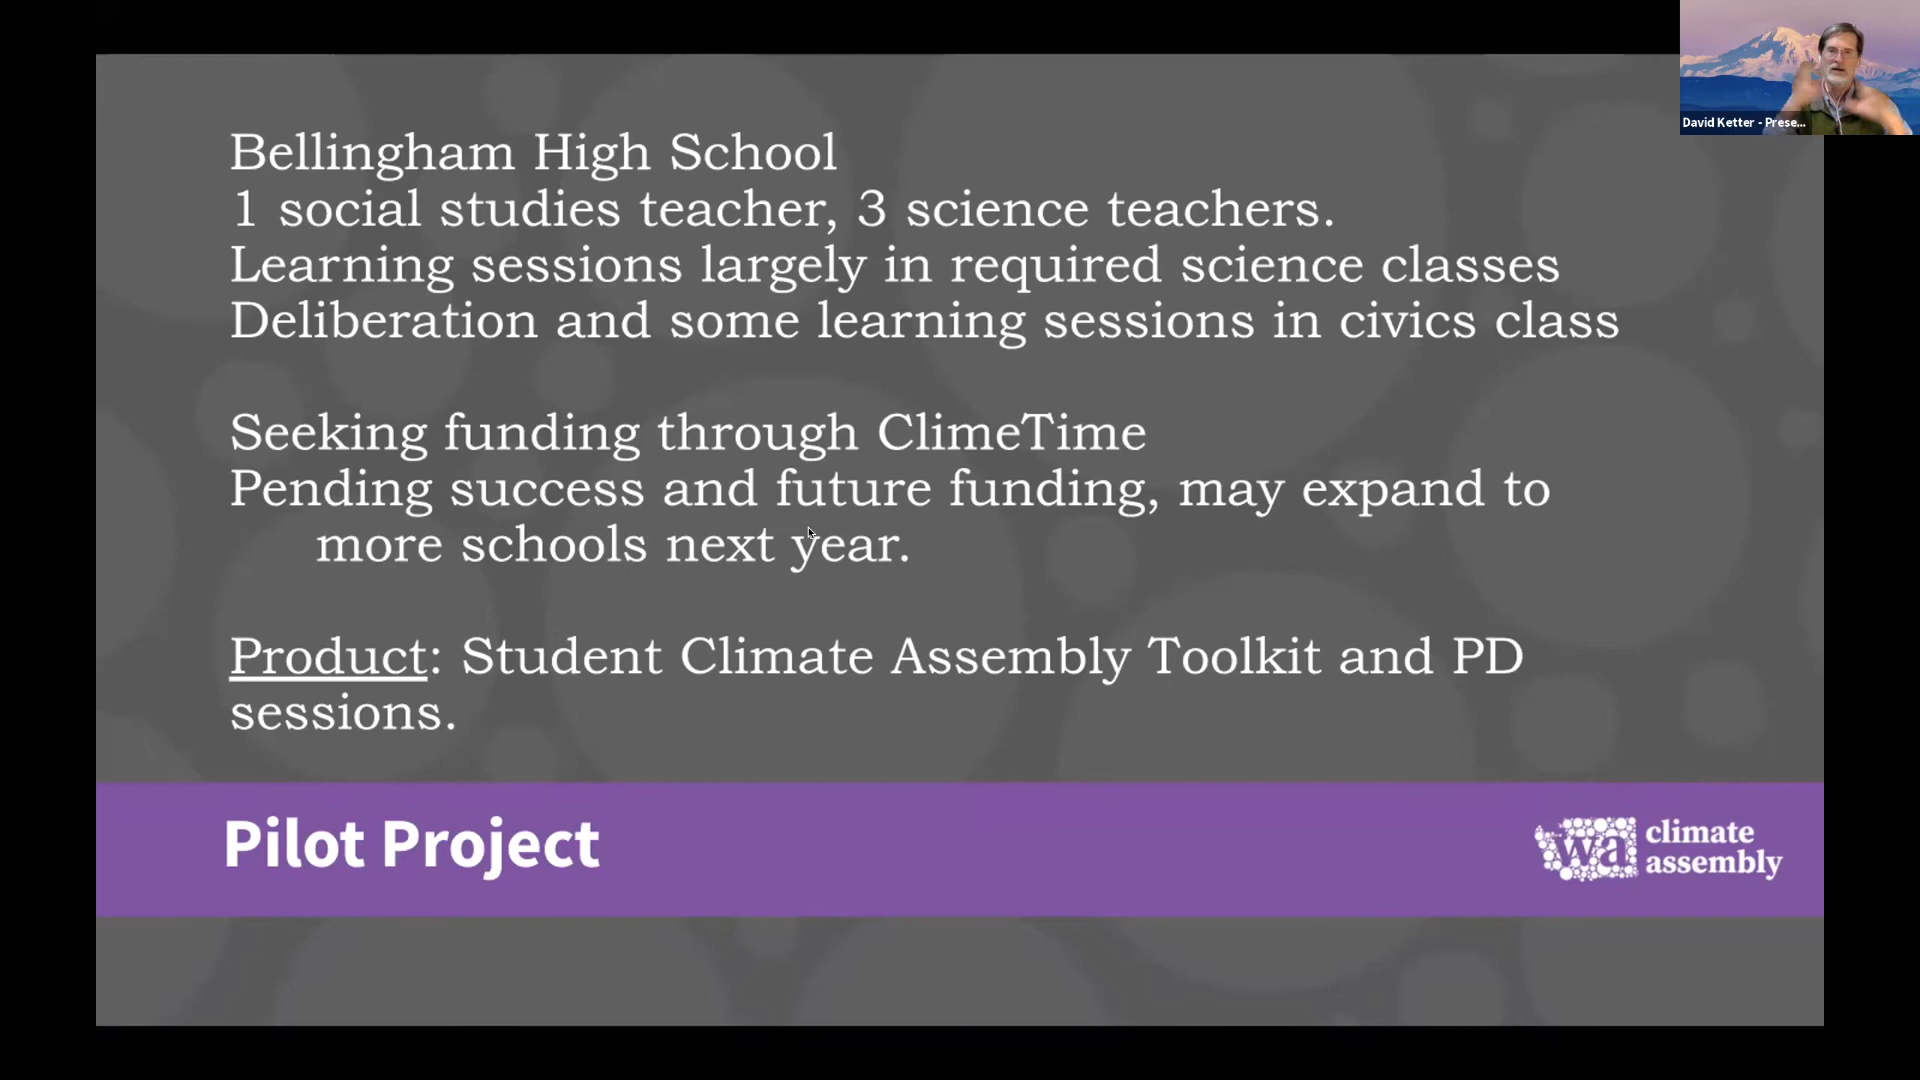 David Ketter - Prese...
Bellingham High School
1 social studies teacher, 3 science teachers.
Learning sessions largely in required science classes
Deliberation and some learning sessions in civics class
Seeking funding through ClimeTime
Pending success and future funding, may expand to
more schools next year.
Product: Student Climate Assembly Toolkit and PD
sessions.
Pilot Project
wa
climate
assembly